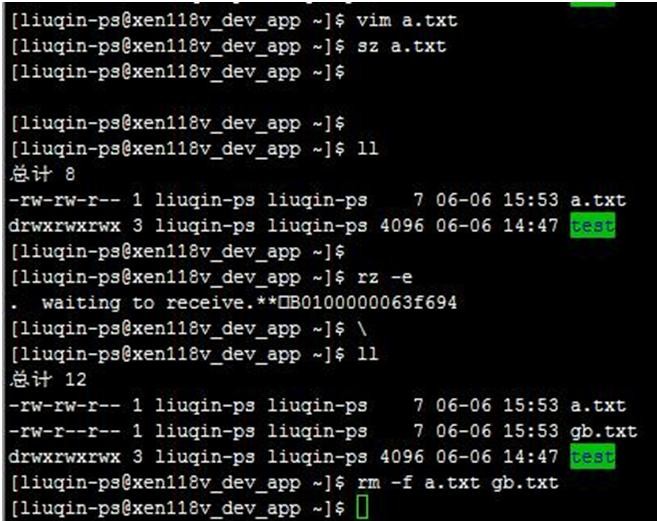 [liuqin-ps@xen118v_dev_app ~]$ vim a.txt
[liuqin-ps@xen118v_dev_app ~]$ sz a.txt
[liuqin-ps@xen118v_dev_app ~]$
[liuqin-ps@xen118v_dev_app ~]$
[liuqin-ps@xen118v_dev_app ~]$ ll
总计 8
-rw-rw-r-- 1 liuqin-ps liuqin-ps    7 06-06 15:53 a.txt
drwxrwxrwx 3 liuqin-ps liuqin-ps 4096 06-06 14:47 test
[liuqin-ps@xen118v_dev_app ~]$
[liuqin-ps@xen118v_dev_app ~]$ rz -e
.  waiting to receive.**□B0100000063f694
[liuqin-ps@xen118v_dev_app ~]$ \
[liuqin-ps@xen118v_dev_app ~]$ ll
总计 12
-rw-rw-r-- 1 liuqin-ps liuqin-ps    7 06-06 15:53 a.txt
-rw-r--r-- 1 liuqin-ps liuqin-ps    7 06-06 15:53 gb.txt
drwxrwxrwx 3 liuqin-ps liuqin-ps 4096 06-06 14:47 test
[liuqin-ps@xen118v_dev_app ~]$ rm -f a.txt gb.txt
[liuqin-ps@xen118v_dev_app ~]$